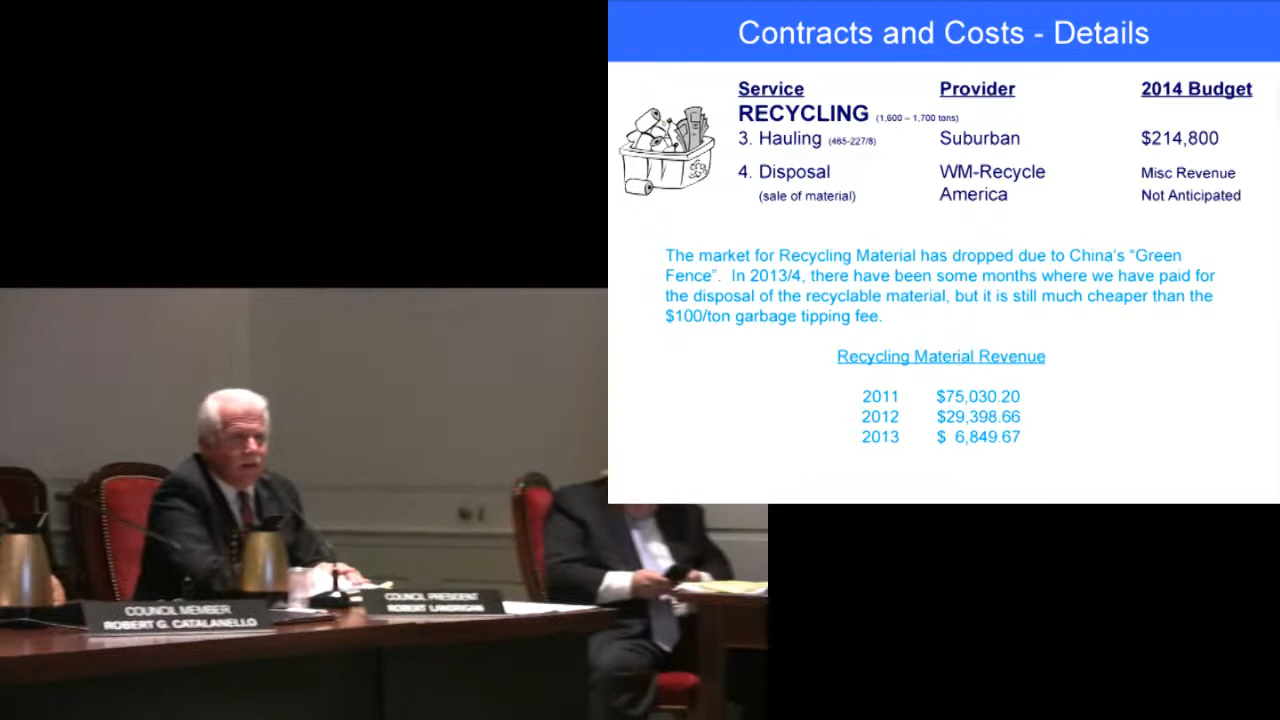 Contracts and Costs - Details
Service Provider 2014 Budget
RECYCLING (1,600 – 1,700 tons)
3. Hauling (465-227/8) Suburban $214,800
4. Disposal WM-Recycle Misc Revenue
(sale of material) America Not Anticipated
The market for Recycling Material has dropped due to China's “Green
Fence”. In 2013/4, there have been some months where we have paid for
the disposal of the recyclable material, but it is still much cheaper than the
$100/ton garbage tipping fee.
Recycling Material Revenue
2011 $75,030.20
2012 $29,398.66
2013 $ 6,849.67
COUNCIL MEMBER
ROBERT G. CATALANELLO
COUNCIL PRESIDENT
ROBERT LANDRIGAN